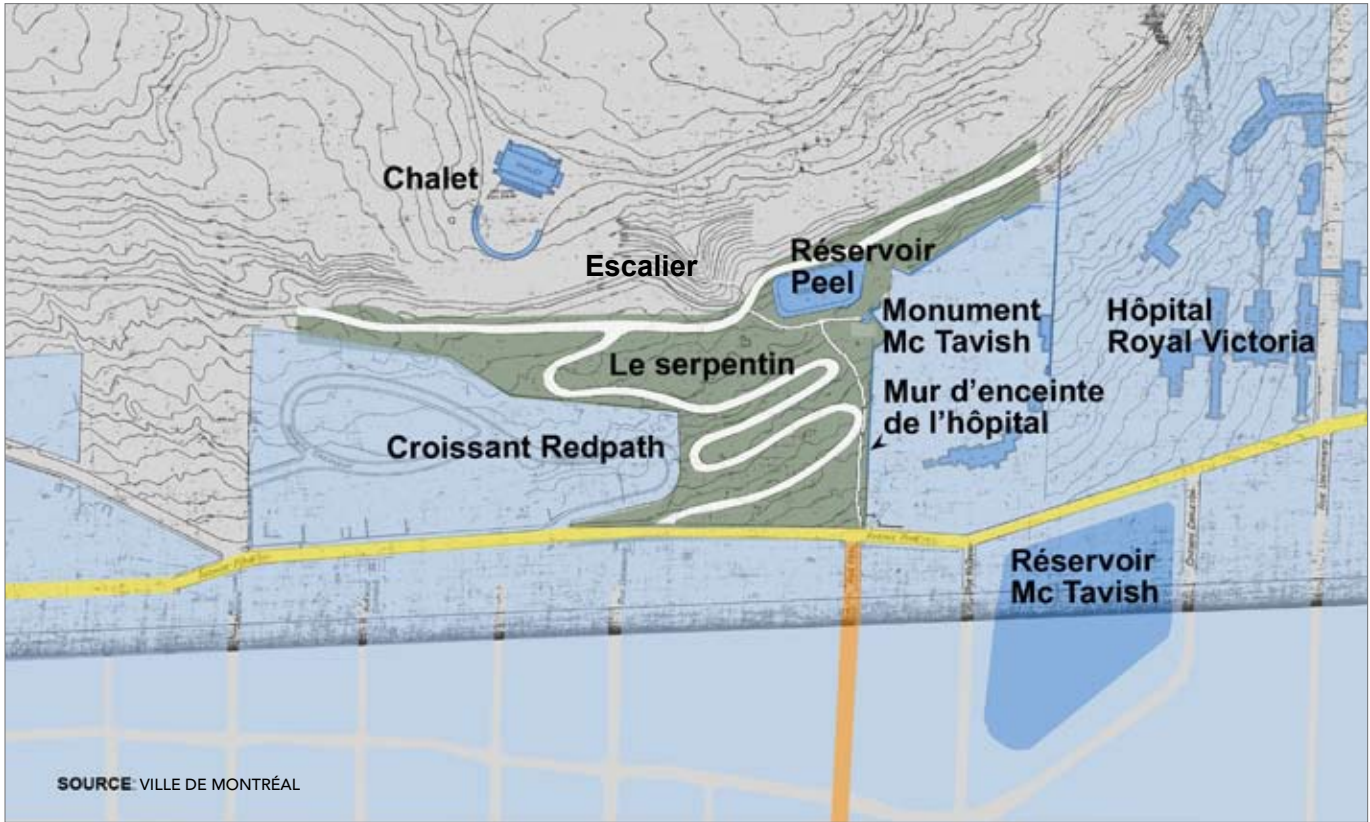 Chalet
Escalier
Réservoir
Peel
Monument
Mc Tavish
Hôpital
Royal Victoria
Le serpentin
Mur d'enceinte
de l'hôpital
Croissant Redpath
Réservoir
Mc Tavish
SOURCE: VILLE DE MONTRÉAL